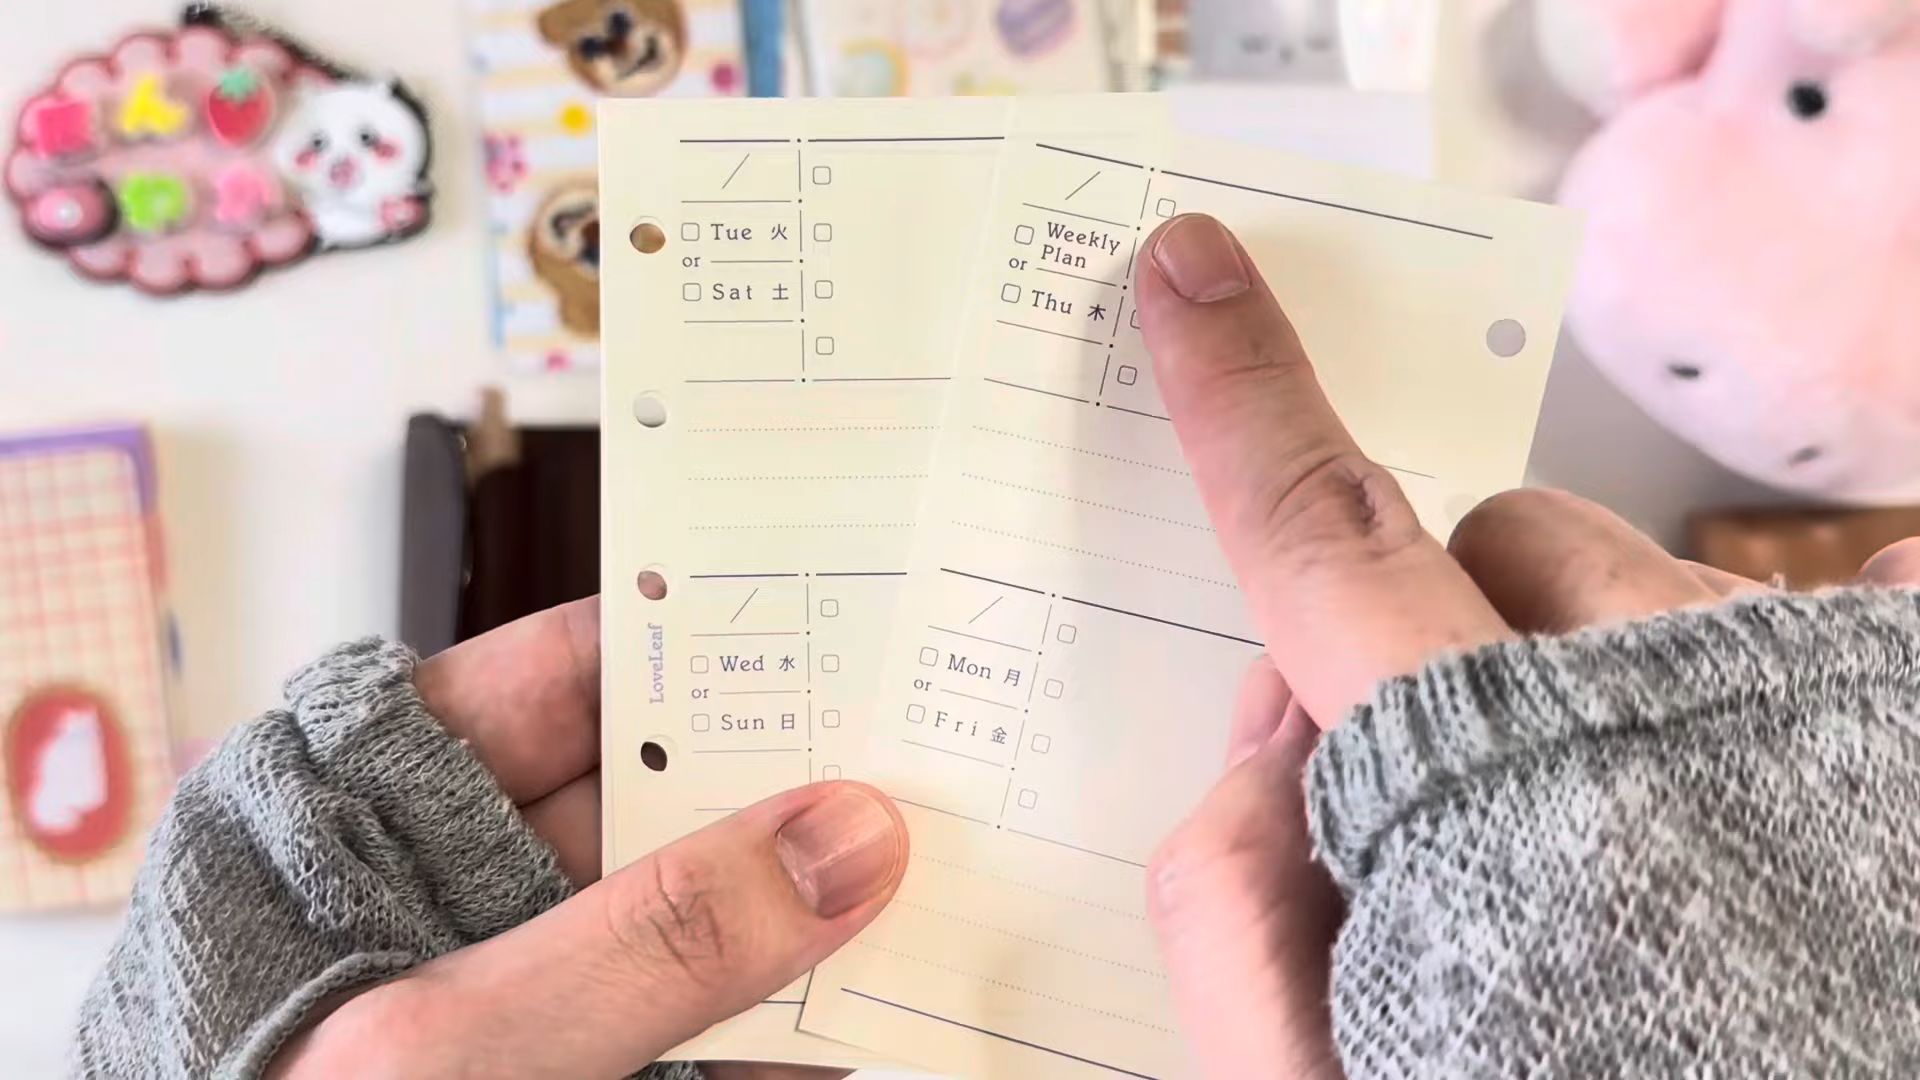 Tue 火
or
Sat 土
Wed 水
or
Sun 日
LoveLeaf
Weekly
Plan
or
Thu 木
Mon 月
or
Fri 金